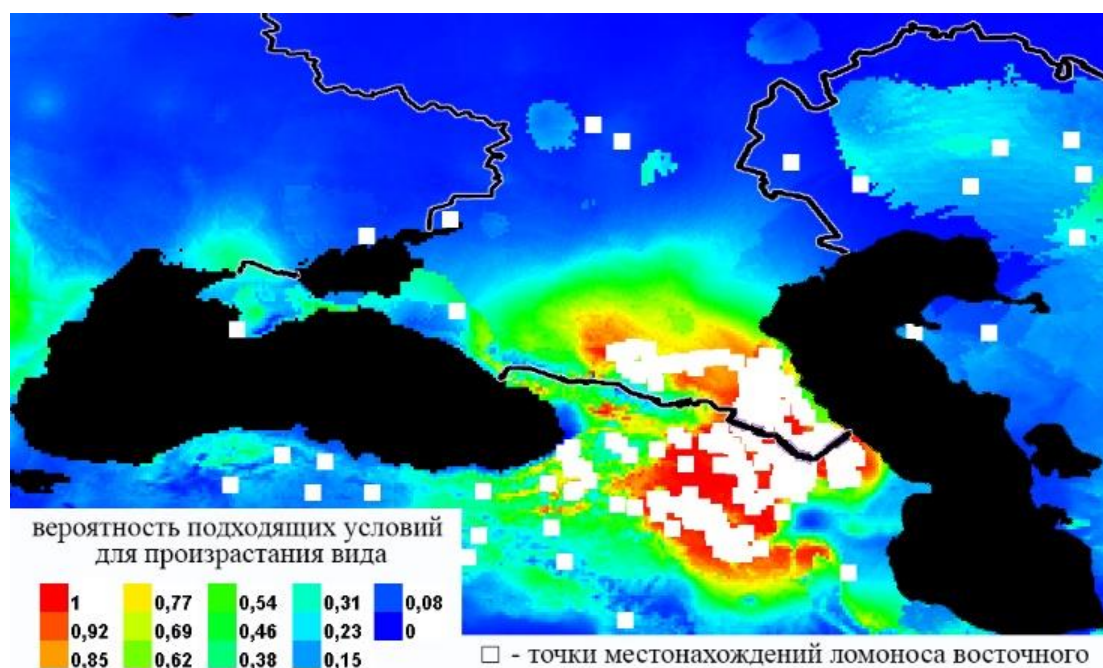 вероятность подходящих условий
для произрастания вида
1 0,77 0,54 0,31 0,08
0,92 0,69 0,46 0,23 0
0,85 0,62 0,38 0,15
□ - точки местонахождений ломоноса восточного